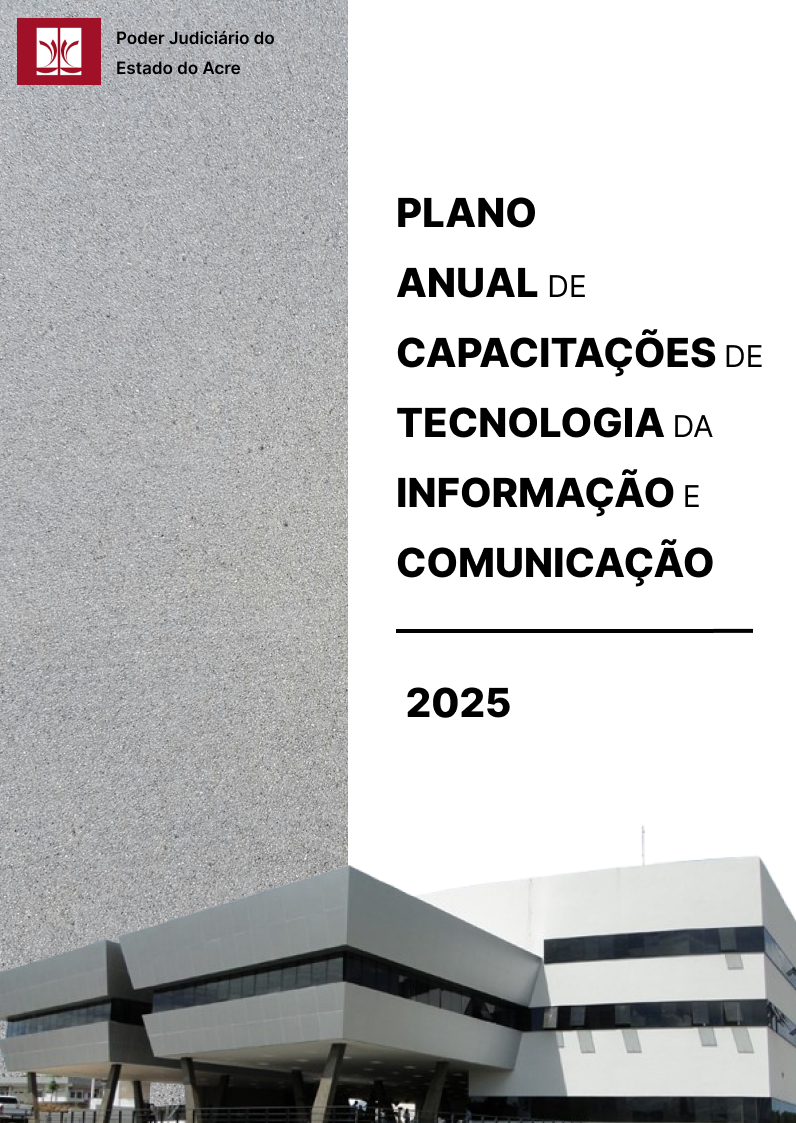 Poder Judiciário do
Estado do Acre
PLANO
ANUAL DE
CAPACITAÇÕES DE
TECNOLOGIA DA
INFORMAÇÃO E
COMUNICAÇÃO
2025